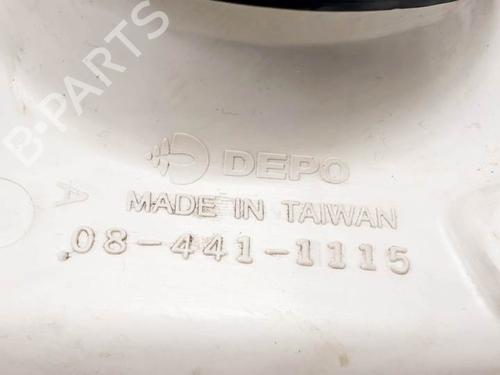 B-PARTS
DEPO
MADE IN TAIWAN
08-441-1115
A